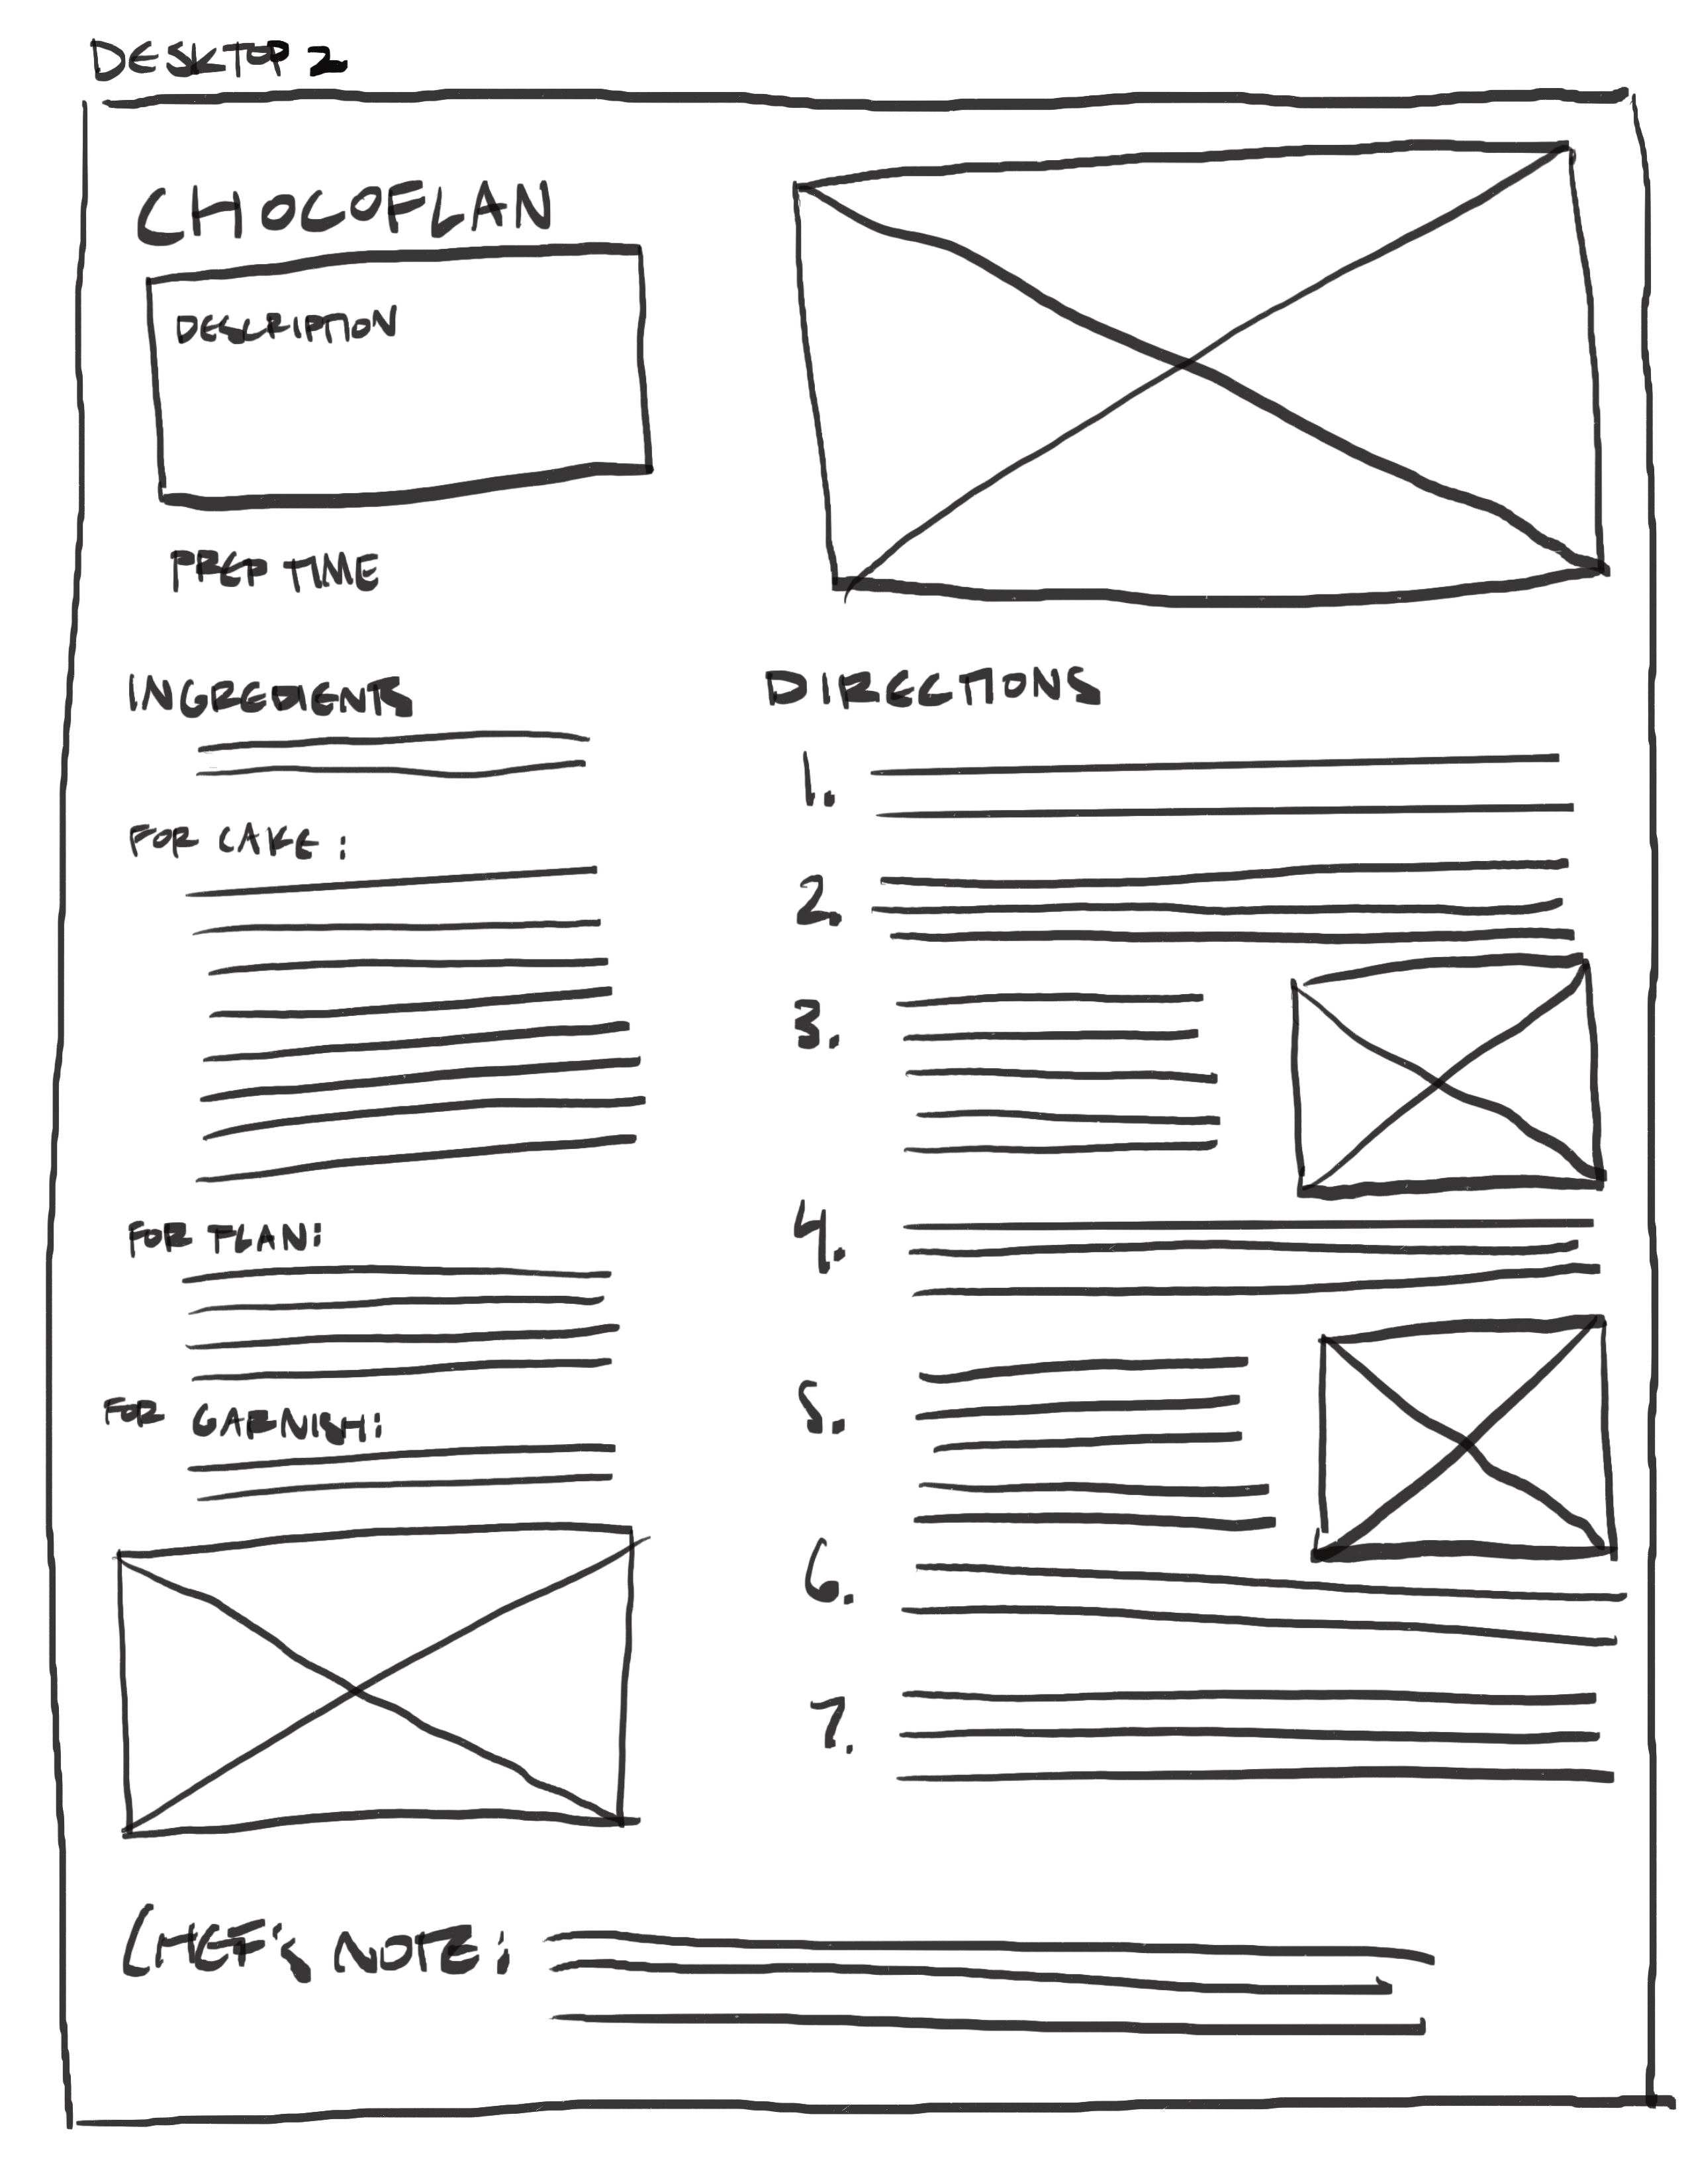 DESKTOP 2
CHOCOFLAN
DESCRIPTION
PREP TIME
INGREDIENTS
FOR CAKE:
FOR FLAN:
FOR GARNISH:
DIRECTIONS
1.
2.
3.
4.
5.
6.
7.
CHEF'S NOTE: